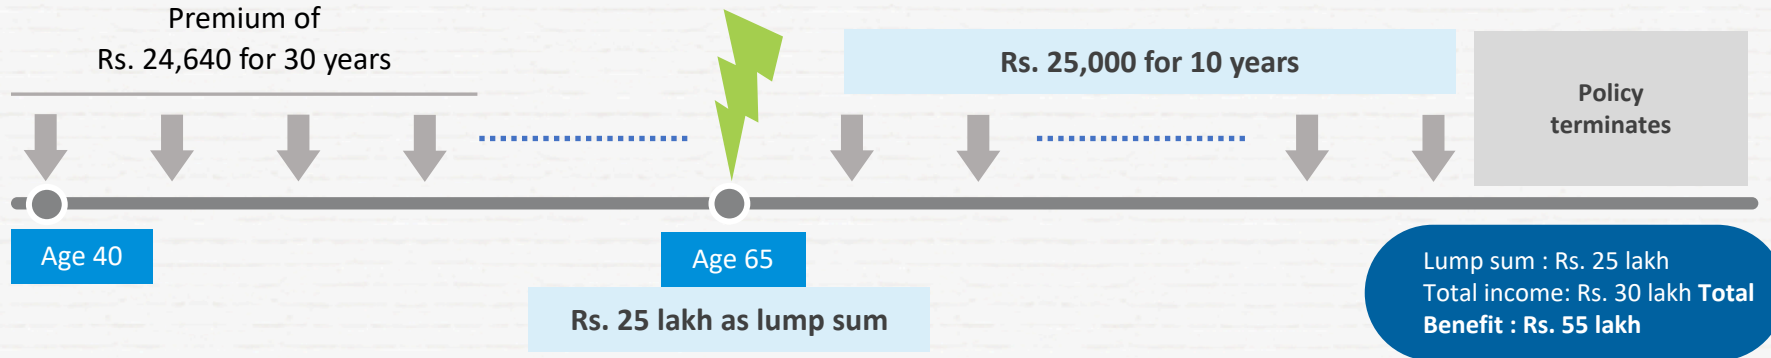 Premium of
Rs. 24,640 for 30 years
Rs. 25,000 for 10 years
Policy
terminates
Age 40
Age 65
Rs. 25 lakh as lump sum
Lump sum : Rs. 25 lakh
Total income: Rs. 30 lakh Total
Benefit : Rs. 55 lakh